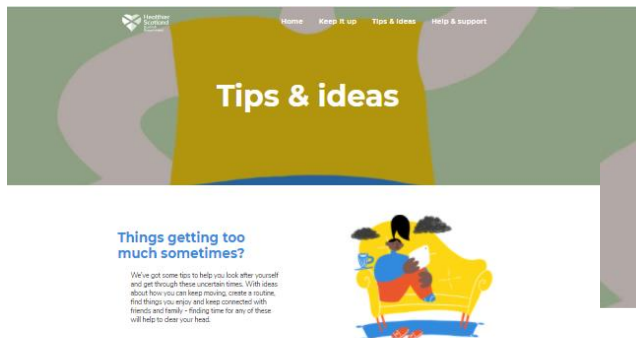 Healthier
Scotland
Home Keep it up Tips & Ideas Help & support
Tips & ideas
Things getting too
much sometimes?
We've got some tips to help you look after yourself
and get through these uncertain times. With ideas
about how you can keep moving, create a routine,
find things you enjoy and keep connected with
friends and family - finding time for any of these
will help to clear your head.